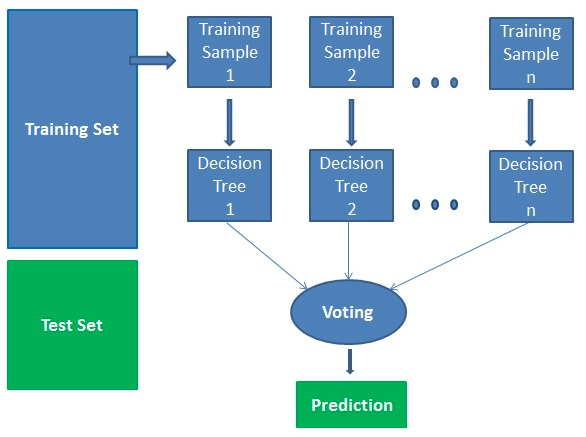 Training Set
Training
Sample
1
Training
Sample
2
Training
Sample
n
Decision
Tree
1
Decision
Tree
2
Decision
Tree
n
Test Set
Voting
Prediction